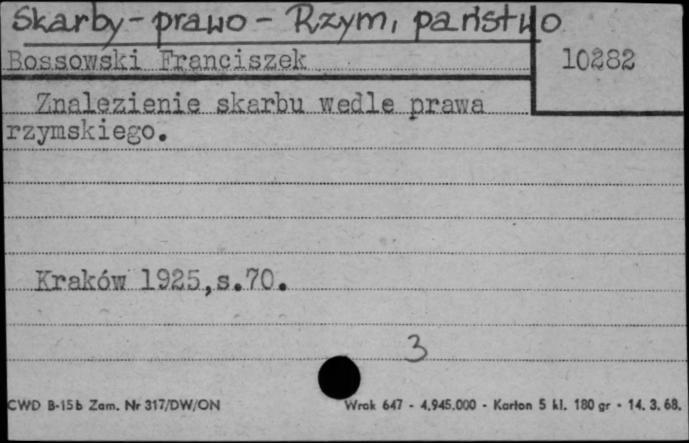 Skarby - prawo - Rzym, państwo
Bossowski Franciszek
10282
Znalezienie skarbu wedle prawa
rzymskiego.
Kraków 1925,s.70.
3
CWD B-15b Zam. Nr 317/DW/ON
Wrak 647 - 4.945.000 - Karton 5 kl. 180 gr - 14. 3. 68.